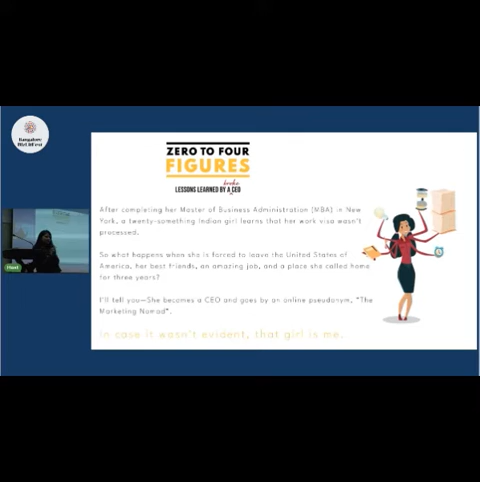 ZERO TO FOUR
FIGURES
broke
LESSONS LEARNED BY A CEO
After completing her Master of Business Administration (MBA) in New
York, a twenty-something Indian girl learns that her work visa wasn't
processed.
So what happens when she is forced to leave the United States of
America, her best friends, an amazing job, and a place she called home
for three years?
I'll tell you—She becomes a CEO and goes by an online pseudonym, "The
Marketing Nomad".
In case it wasn't evident, that girl is me.
Host